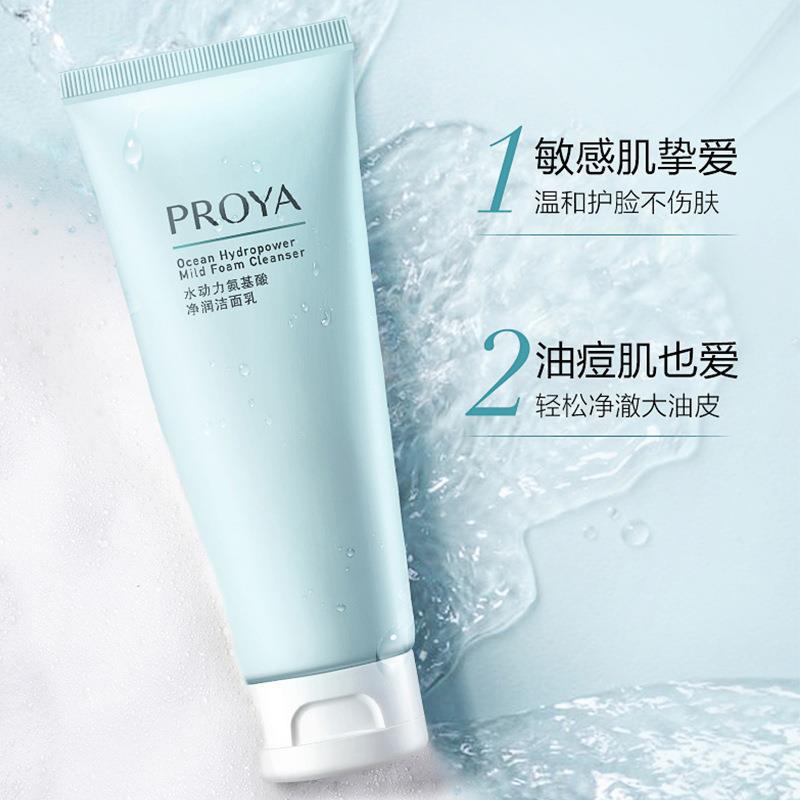 PROYA
Ocean Hydropower
Mild Foam Cleanser
水动力氨基酸
净润洁面乳
1 敏感肌挚爱
温和护脸不伤肤
2 油痘肌也爱
轻松净澈大油皮